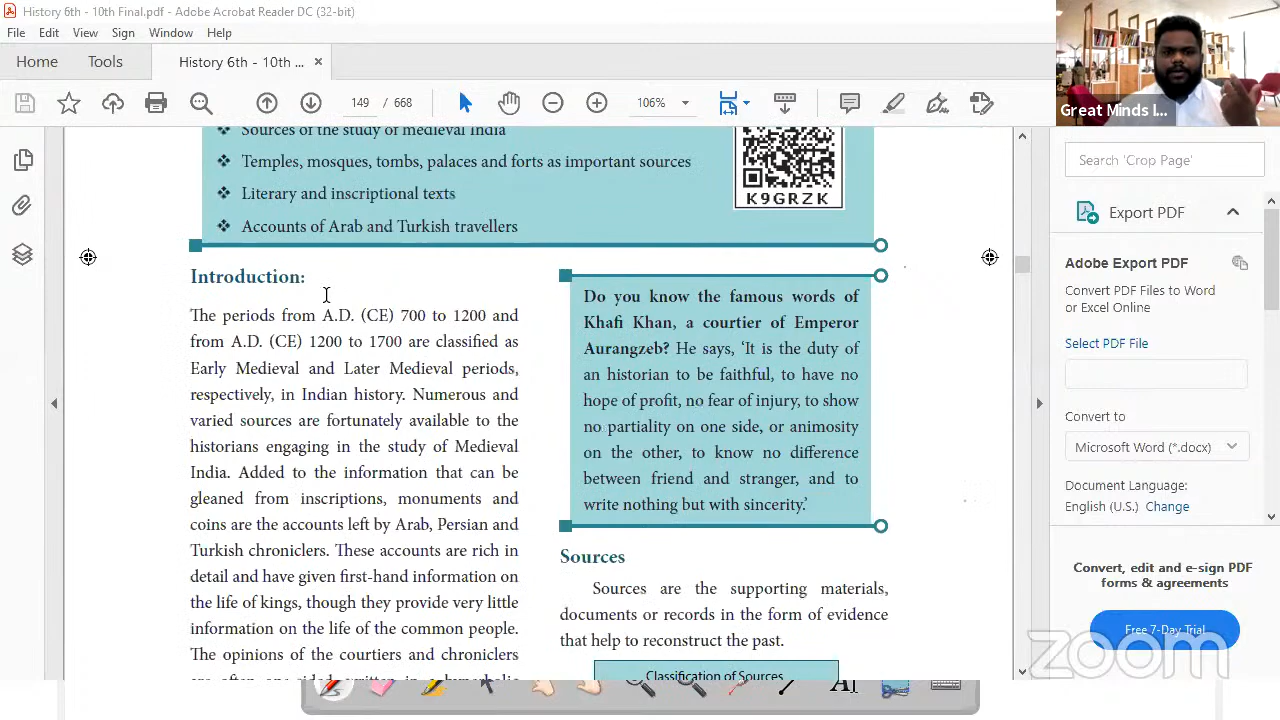 History 6th - 10th Final.pdf - Adobe Acrobat Reader DC (32-bit)
File Edit View Sign Window Help
Home Tools History 6th - 10th ... ×
149 / 668 106%
Great Minds I...
Sources of the study of medieval India
❖ Temples, mosques, tombs, palaces and forts as important sources
❖ Literary and inscriptional texts
❖ Accounts of Arab and Turkish travellers
K9GRZK
Introduction:
The periods from A.D. (CE) 700 to 1200 and
from A.D. (CE) 1200 to 1700 are classified as
Early Medieval and Later Medieval periods,
respectively, in Indian history. Numerous and
varied sources are fortunately available to the
historians engaging in the study of Medieval
India. Added to the information that can be
gleaned from inscriptions, monuments and
coins are the accounts left by Arab, Persian and
Turkish chroniclers. These accounts are rich in
detail and have given first-hand information on
the life of kings, though they provide very little
information on the life of the common people.
The opinions of the courtiers and chroniclers
Do you know the famous words of
Khafi Khan, a courtier of Emperor
Aurangzeb? He says, ‘It is the duty of
an historian to be faithful, to have no
hope of profit, no fear of injury, to show
no partiality on one side, or animosity
on the other, to know no difference
between friend and stranger, and to
write nothing but with sincerity.’
Sources
Sources are the supporting materials,
documents or records in the form of evidence
that help to reconstruct the past.
Classification of Sources
Search 'Crop Page'
Export PDF
Adobe Export PDF
Convert PDF Files to Word
or Excel Online
Select PDF File
Convert to
Microsoft Word (*.docx)
Document Language:
English (U.S.) Change
Convert, edit and e-sign PDF
forms & agreements
Free 7-Day Trial
zoom